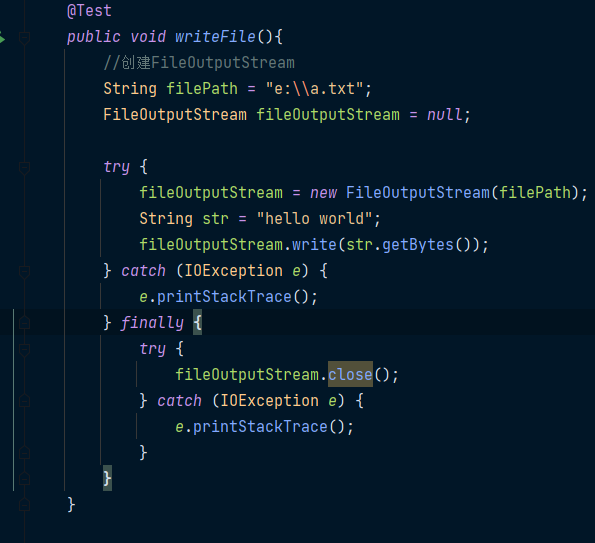 @Test
public void writeFile(){
//创建FileOutputStream
String filePath = "e:\\a.txt";
FileOutputStream fileOutputStream = null;
try {
fileOutputStream = new FileOutputStream(filePath);
String str = "hello world";
fileOutputStream.write(str.getBytes());
} catch (IOException e) {
e.printStackTrace();
} finally {
try {
fileOutputStream.close();
} catch (IOException e) {
e.printStackTrace();
}
}
}